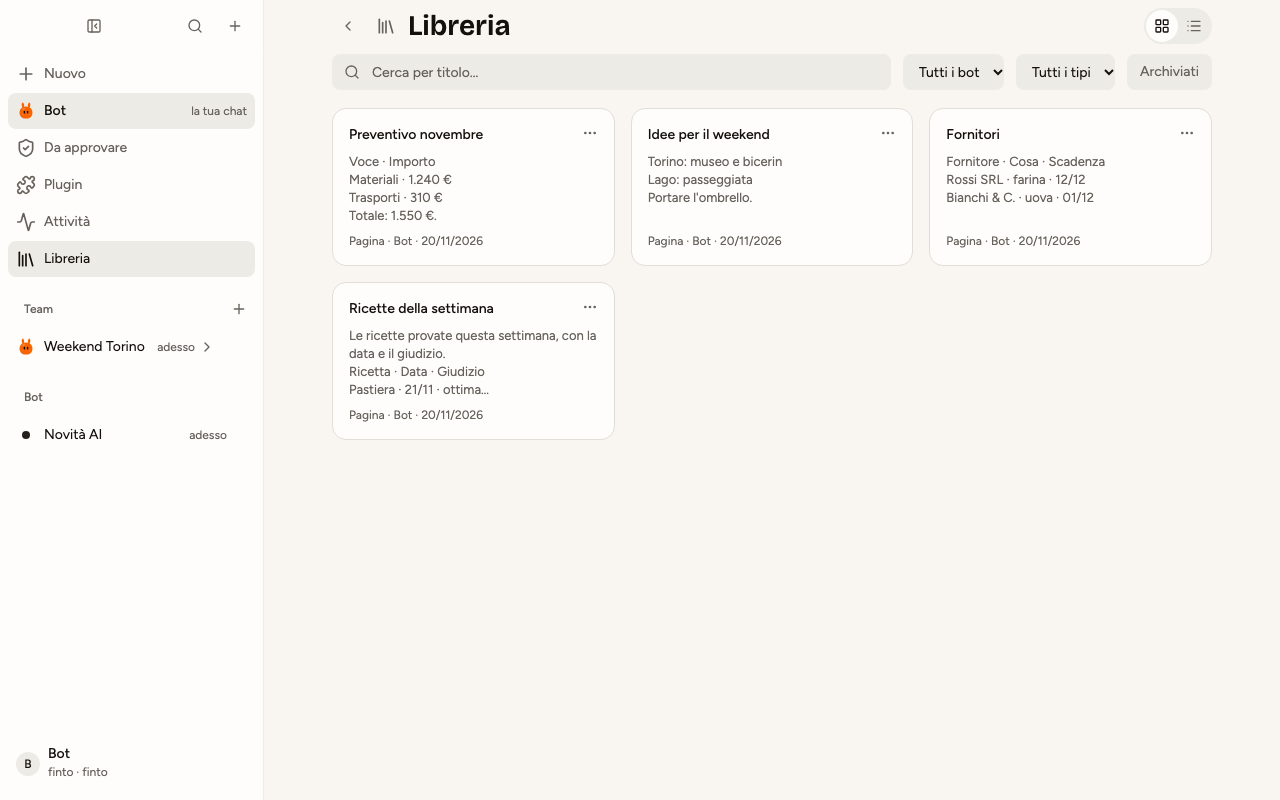 Nuovo
Bot
la tua chat
Da approvare
Plugin
Attività
Libreria
Team
Weekend Torino
adesso
Bot
Novità AI
adesso
B
Bot
finto · finto
Libreria
Cerca per titolo...
Tutti i bot
Tutti i tipi
Archiviati
Preventivo novembre
Voce · Importo
Materiali · 1.240 €
Trasporti · 310 €
Totale: 1.550 €.
Pagina · Bot · 20/11/2026
Idee per il weekend
Torino: museo e bicerin
Lago: passeggiata
Portare l'ombrello.
Pagina · Bot · 20/11/2026
Fornitori
Fornitore · Cosa · Scadenza
Rossi SRL · farina · 12/12
Bianchi & C. · uova · 01/12
Pagina · Bot · 20/11/2026
Ricette della settimana
Le ricette provate questa settimana, con la
data e il giudizio.
Ricetta · Data · Giudizio
Pastiera · 21/11 · ottima...
Pagina · Bot · 20/11/2026